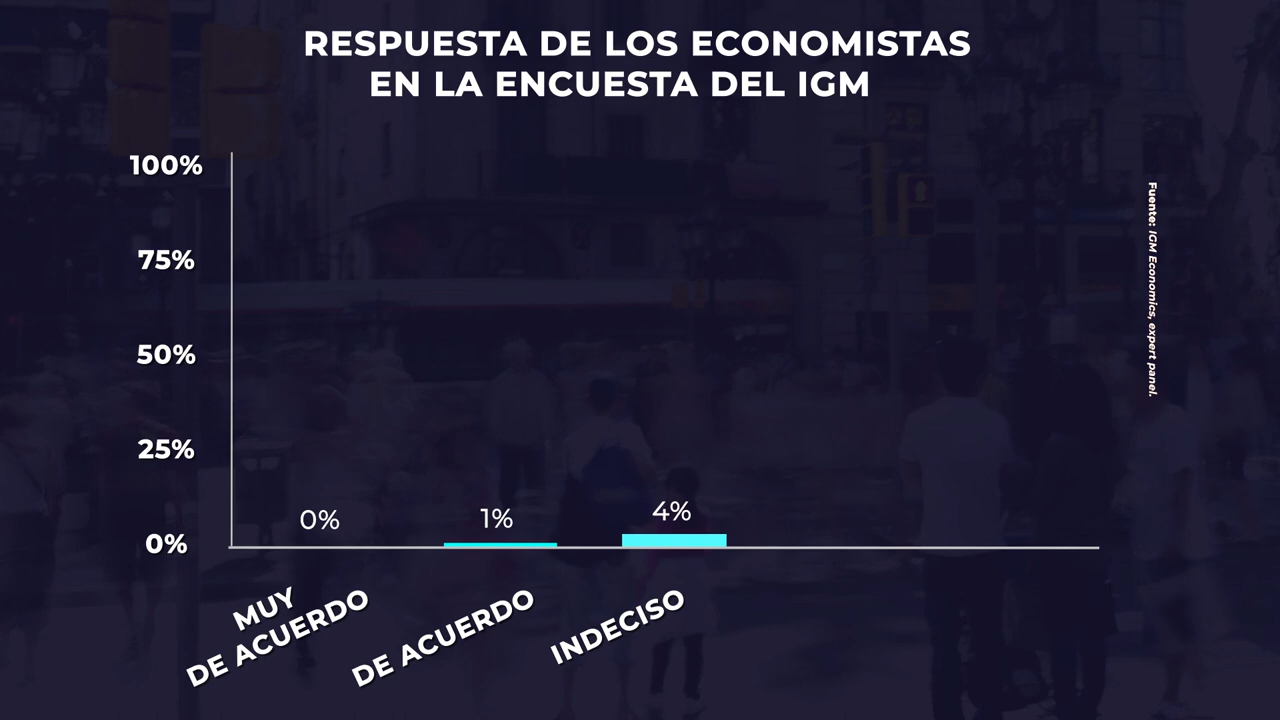 RESPUESTA DE LOS ECONOMISTAS
EN LA ENCUESTA DEL IGM
100%
75%
50%
25%
0%
0%
1%
4%
MUY
DE ACUERDO
DE ACUERDO
INDECISO
Fuente: IGM Economics, expert panel.